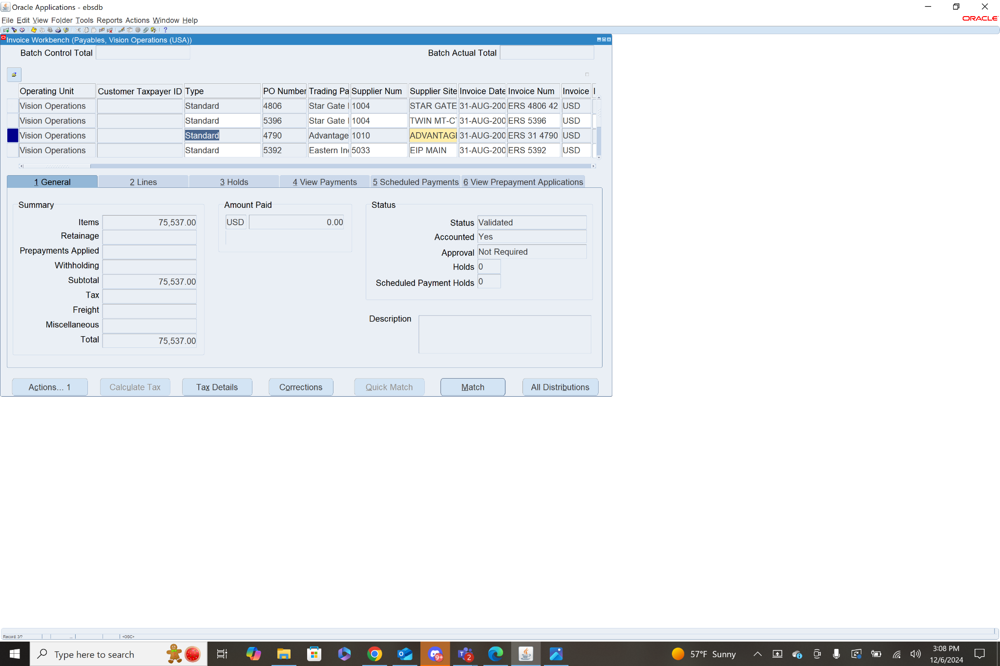 Oracle Applications - ebsdb
File Edit View Folder Tools Reports Actions Window Help
ORACLE
Invoice Workbench (Payables, Vision Operations (USA))
Batch Control Total
Batch Actual Total
Operating Unit Customer Taxpayer ID Type PO Number Trading Pa Supplier Num Supplier Site Invoice Date Invoice Num Invoice I
Vision Operations Standard 4806 Star Gate 1004 STAR GATE 31-AUG-200 ERS 4806 42 USD
Vision Operations Standard 5396 Star Gate 1004 TWIN MT-C 31-AUG-200 ERS 5396 USD
Vision Operations Standard 4790 Advantage 1010 ADVANTAG 31-AUG-200 ERS 31 4790 USD
Vision Operations Standard 5392 Eastern In 5033 EIP MAIN 31-AUG-200 ERS 5392 USD
1 General 2 Lines 3 Holds 4 View Payments 5 Scheduled Payments 6 View Prepayment Applications
Summary
Items 75,537.00
Retainage
Prepayments Applied
Withholding
Subtotal 75,537.00
Tax
Freight
Miscellaneous
Total 75,537.00
Amount Paid
USD 0.00
Status
Status Validated
Accounted Yes
Approval Not Required
Holds 0
Scheduled Payment Holds 0
Description
Actions... 1 Calculate Tax Tax Details Corrections Quick Match Match All Distributions
Record: 3/? ... <OSC>
Type here to search
9+
2
57°F Sunny
3:08 PM
12/6/2024